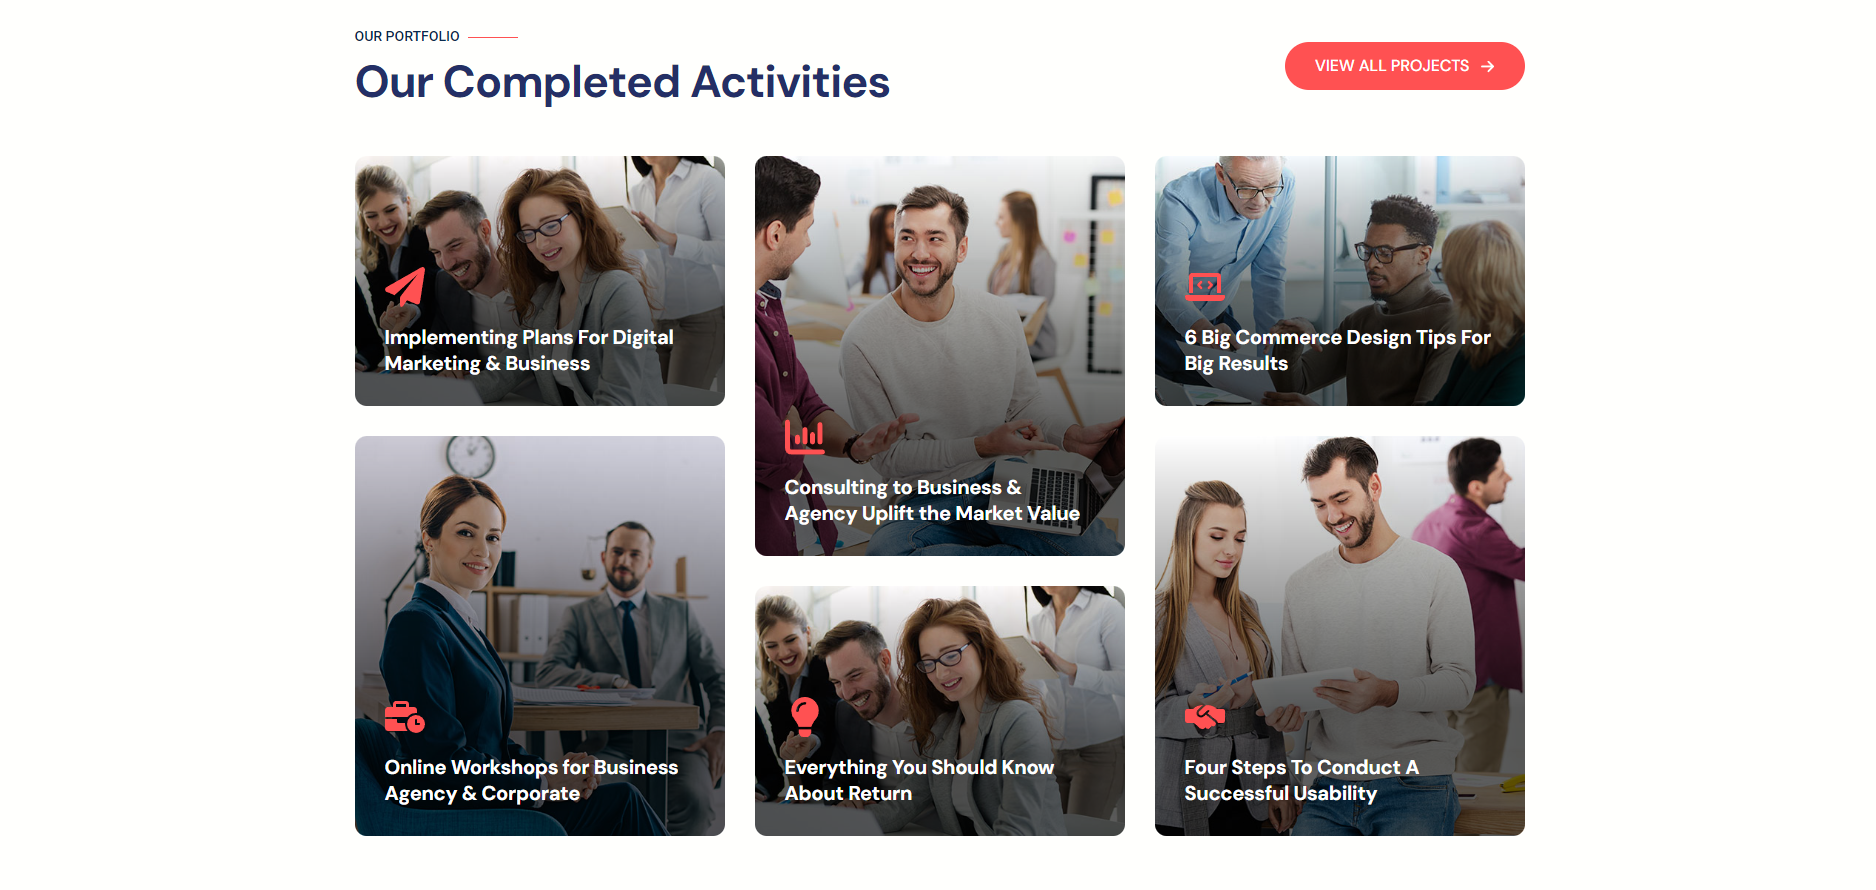 OUR PORTFOLIO
Our Completed Activities
VIEW ALL PROJECTS
Implementing Plans For Digital
Marketing & Business
Consulting to Business &
Agency Uplift the Market Value
6 Big Commerce Design Tips For
Big Results
Online Workshops for Business
Agency & Corporate
Everything You Should Know
About Return
Four Steps To Conduct A
Successful Usability